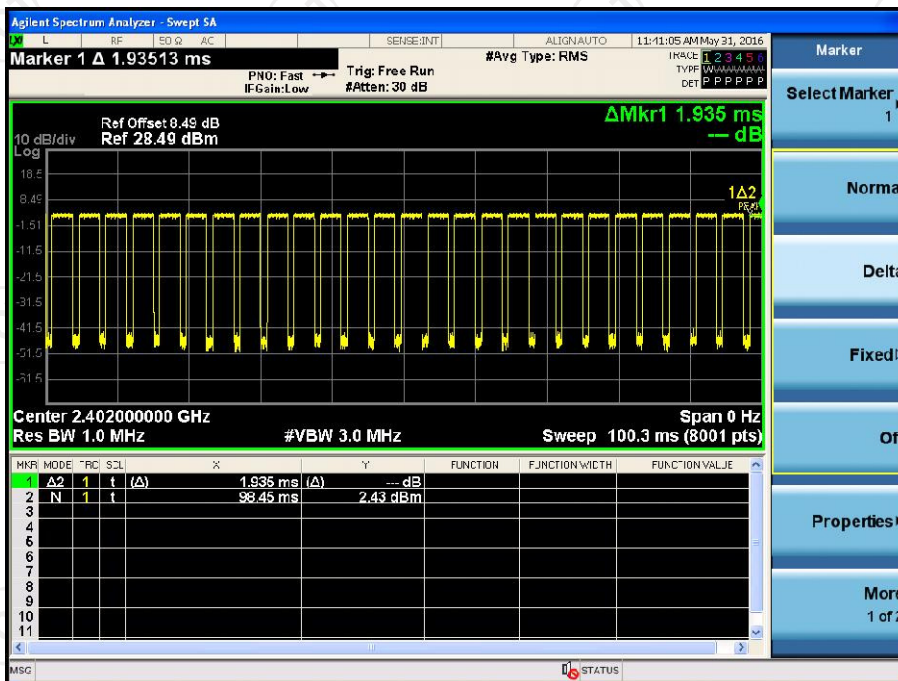 Agilent Spectrum Analyzer - Swept SA
LXI L RF 50 Ω AC SENSE:INT ALIGNAUTO 11:41:05 AM May 31, 2016
Marker 1 Δ 1.93513 ms
PNO: Fast
IFGain:Low
Trig: Free Run
#Atten: 30 dB
#Avg Type: RMS
TRACE 1 2 3 4 5 6
TYPE WWWWWW
DET P P P P P P
Ref Offset 8.49 dB
10 dB/div Ref 28.49 dBm
Log
ΔMkr1 1.935 ms
--- dB
18.5
8.49
-1.51
-11.5
-21.5
-31.5
-41.5
-51.5
-61.5
1Δ2
Center 2.402000000 GHz Span 0 Hz
Res BW 1.0 MHz #VBW 3.0 MHz Sweep 100.3 ms (8001 pts)
MKR MODE TRC SCL X Y FUNCTION FUNCTION WIDTH FUNCTION VALUE
1 Δ2 1 t (Δ) 1.935 ms (Δ) --- dB
2 N 1 t 98.45 ms 2.43 dBm
3
4
5
6
7
8
9
10
11
MSG STATUS
Marker
Select Marker
1
Norma
Delta
Fixed
Of
Properties
More
1 of 2